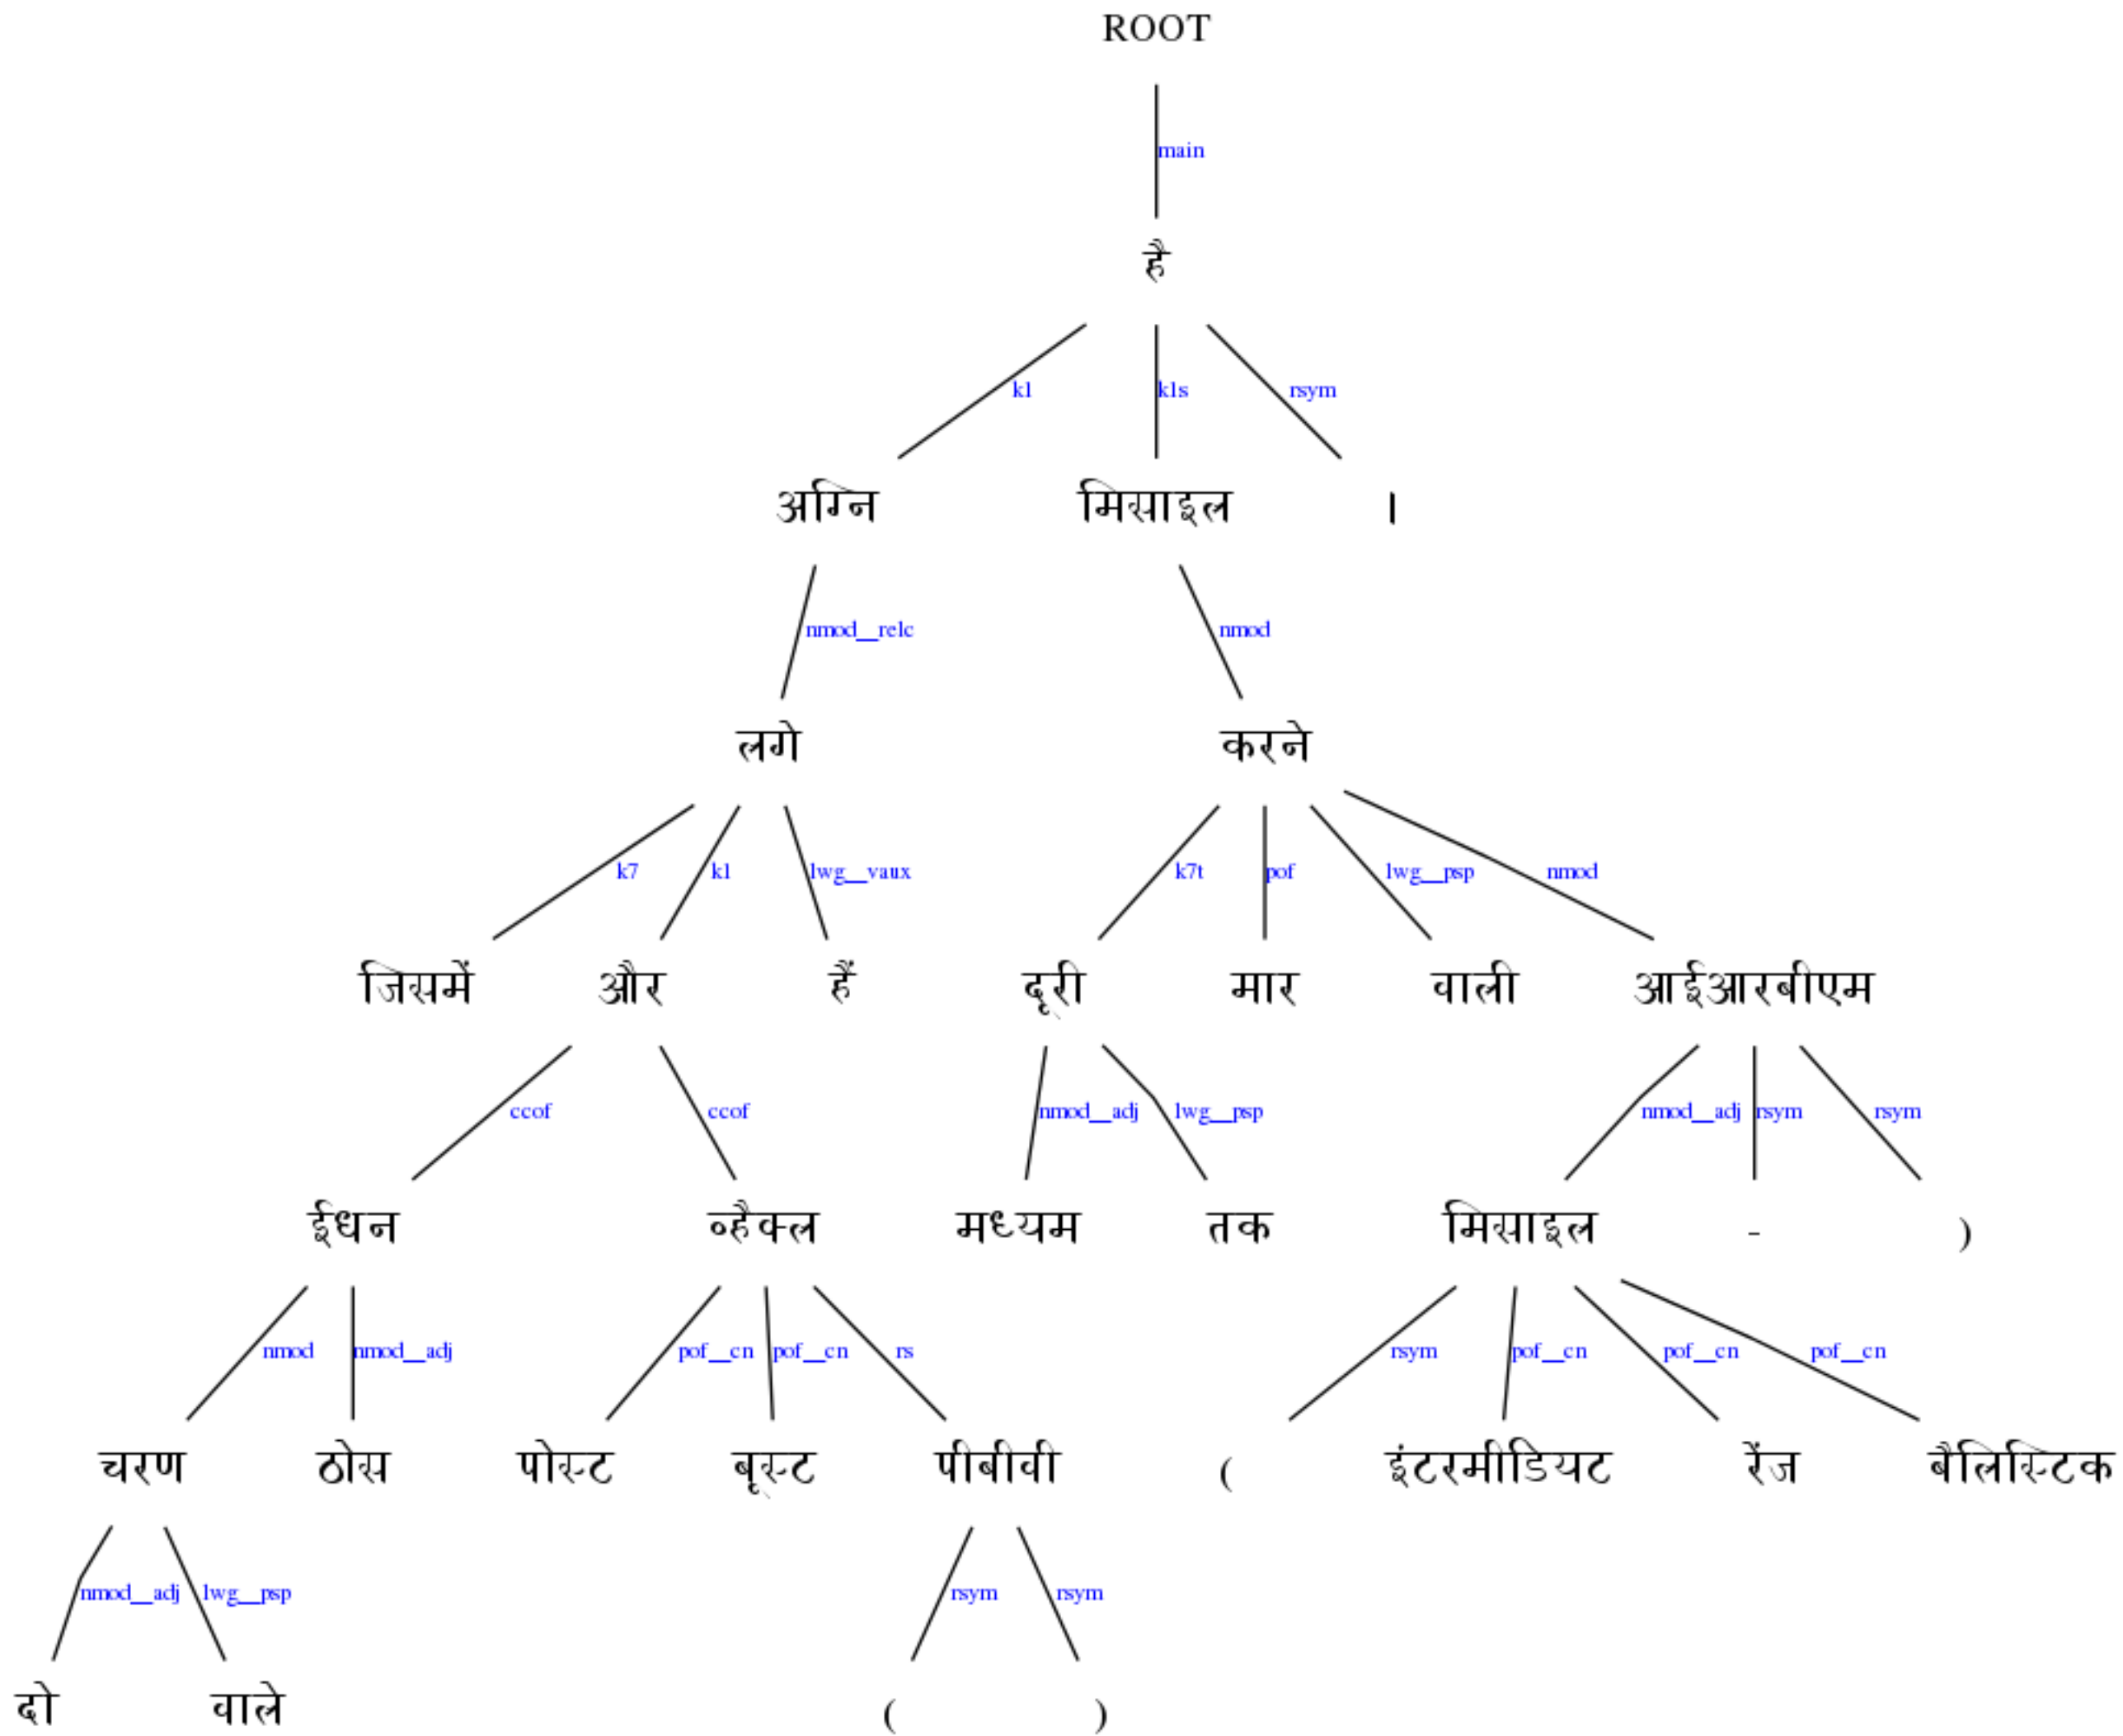 ROOT
main
है
k1 k1s rsym
अग्नि मिसाइल ।
nmod__relc nmod
लगे करने
k7 k1 lwg__vaux k7t pof lwg__psp nmod
जिसमें और हैं दूरी मार वाली आईआरबीएम
ccof ccof nmod__adj lwg__psp nmod__adj rsym rsym
ईधन व्हैक्ल मध्यम तक मिसाइल - )
nmod nmod__adj pof__cn pof__cn rs rsym pof__cn pof__cn pof__cn
चरण ठोस पोस्ट बूस्ट पीबीवी ( इंटरमीडियट रेंज बैलिस्टिक
nmod__adj lwg__psp rsym rsym
दो वाले ( )